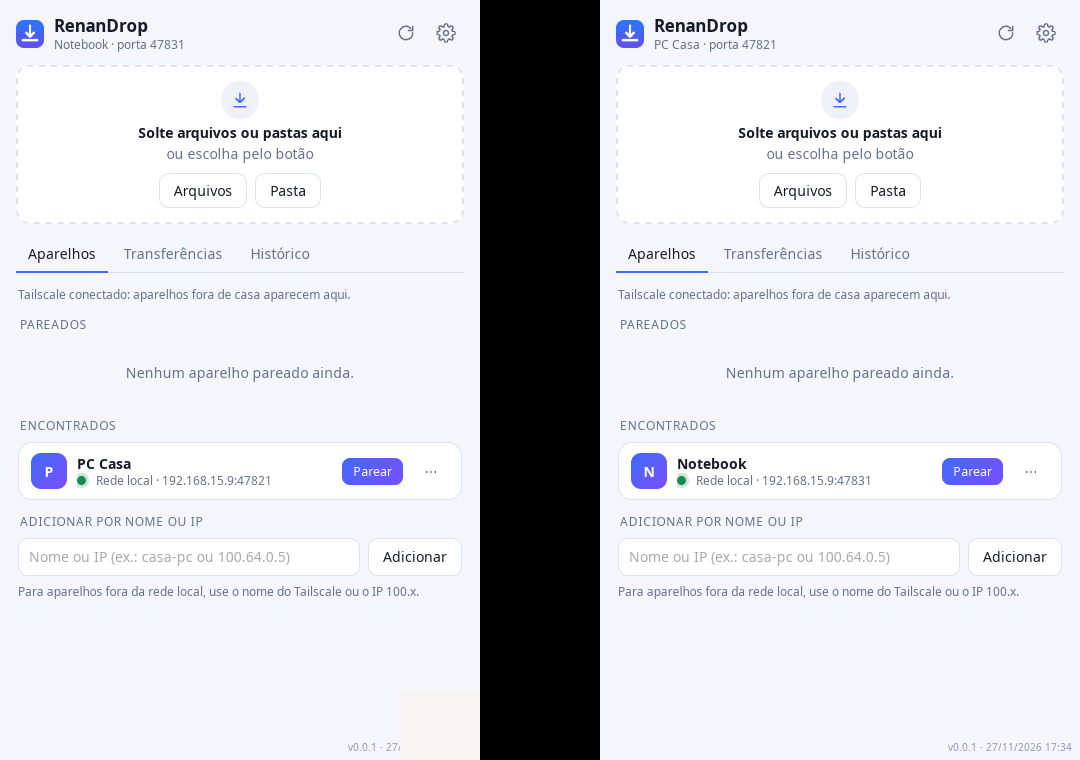 RenanDrop
Notebook · porta 47831
Solte arquivos ou pastas aqui
ou escolha pelo botão
Arquivos Pasta
Aparelhos Transferências Histórico
Tailscale conectado: aparelhos fora de casa aparecem aqui.
PAREADOS
Nenhum aparelho pareado ainda.
ENCONTRADOS
P PC Casa
Rede local · 192.168.15.9:47821
Parear ···
ADICIONAR POR NOME OU IP
Nome ou IP (ex.: casa-pc ou 100.64.0.5) Adicionar
Para aparelhos fora da rede local, use o nome do Tailscale ou o IP 100.x.
v0.0.1 · 27/
RenanDrop
PC Casa · porta 47821
Solte arquivos ou pastas aqui
ou escolha pelo botão
Arquivos Pasta
Aparelhos Transferências Histórico
Tailscale conectado: aparelhos fora de casa aparecem aqui.
PAREADOS
Nenhum aparelho pareado ainda.
ENCONTRADOS
N Notebook
Rede local · 192.168.15.9:47831
Parear ···
ADICIONAR POR NOME OU IP
Nome ou IP (ex.: casa-pc ou 100.64.0.5) Adicionar
Para aparelhos fora da rede local, use o nome do Tailscale ou o IP 100.x.
v0.0.1 · 27/11/2026 17:34